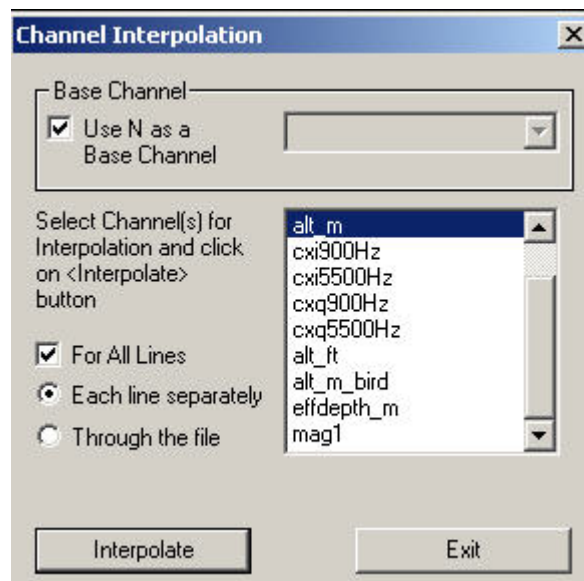 Channel Interpolation
Base Channel
Use N as a
Base Channel
Select Channel(s) for
Interpolation and click
on <Interpolate>
button
alt_m
cxi900Hz
cxi5500Hz
cxq900Hz
cxq5500Hz
alt_ft
alt_m_bird
effdepth_m
mag1
For All Lines
Each line separately
Through the file
Interpolate
Exit